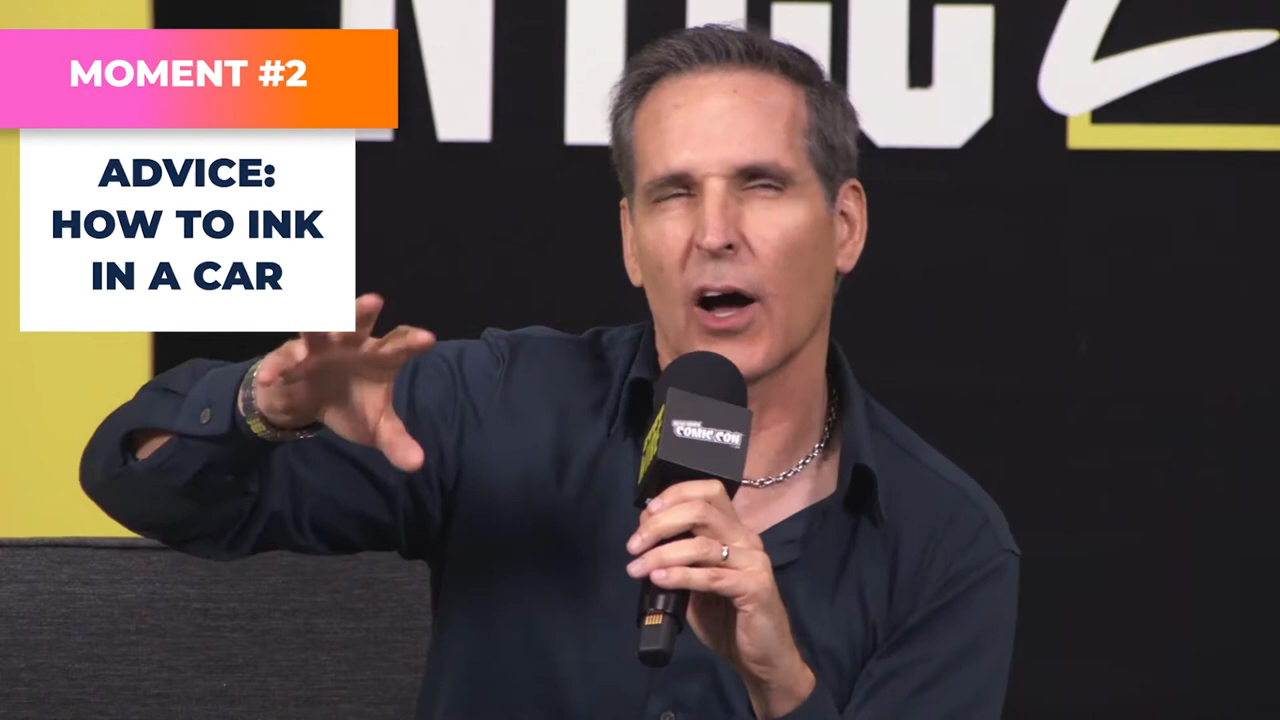 MOMENT #2
ADVICE:
HOW TO INK
IN A CAR
COMIC CON